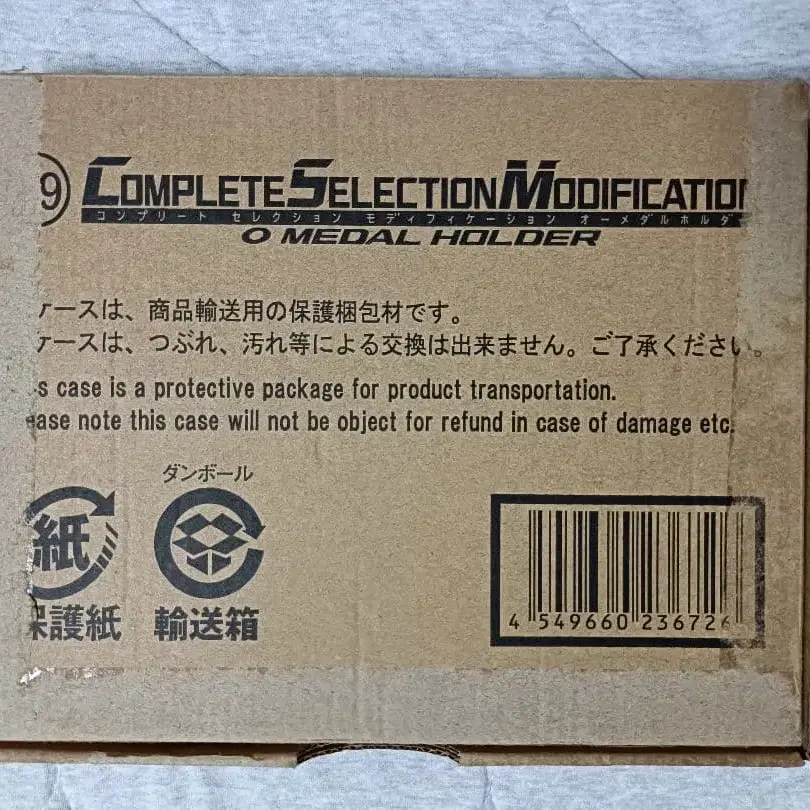 9 COMPLETE SELECTION MODIFICATION
コンプリート セレクション モディフィケーション オーメダルホルダ
O MEDAL HOLDER
ケースは、商品輸送用の保護梱包材です。
ケースは、つぶれ、汚れ等による交換は出来ません。ご了承ください。
s case is a protective package for product transportation.
ease note this case will not be object for refund in case of damage etc.
ダンボール
紙
保護紙 輸送箱
4 549660 236726